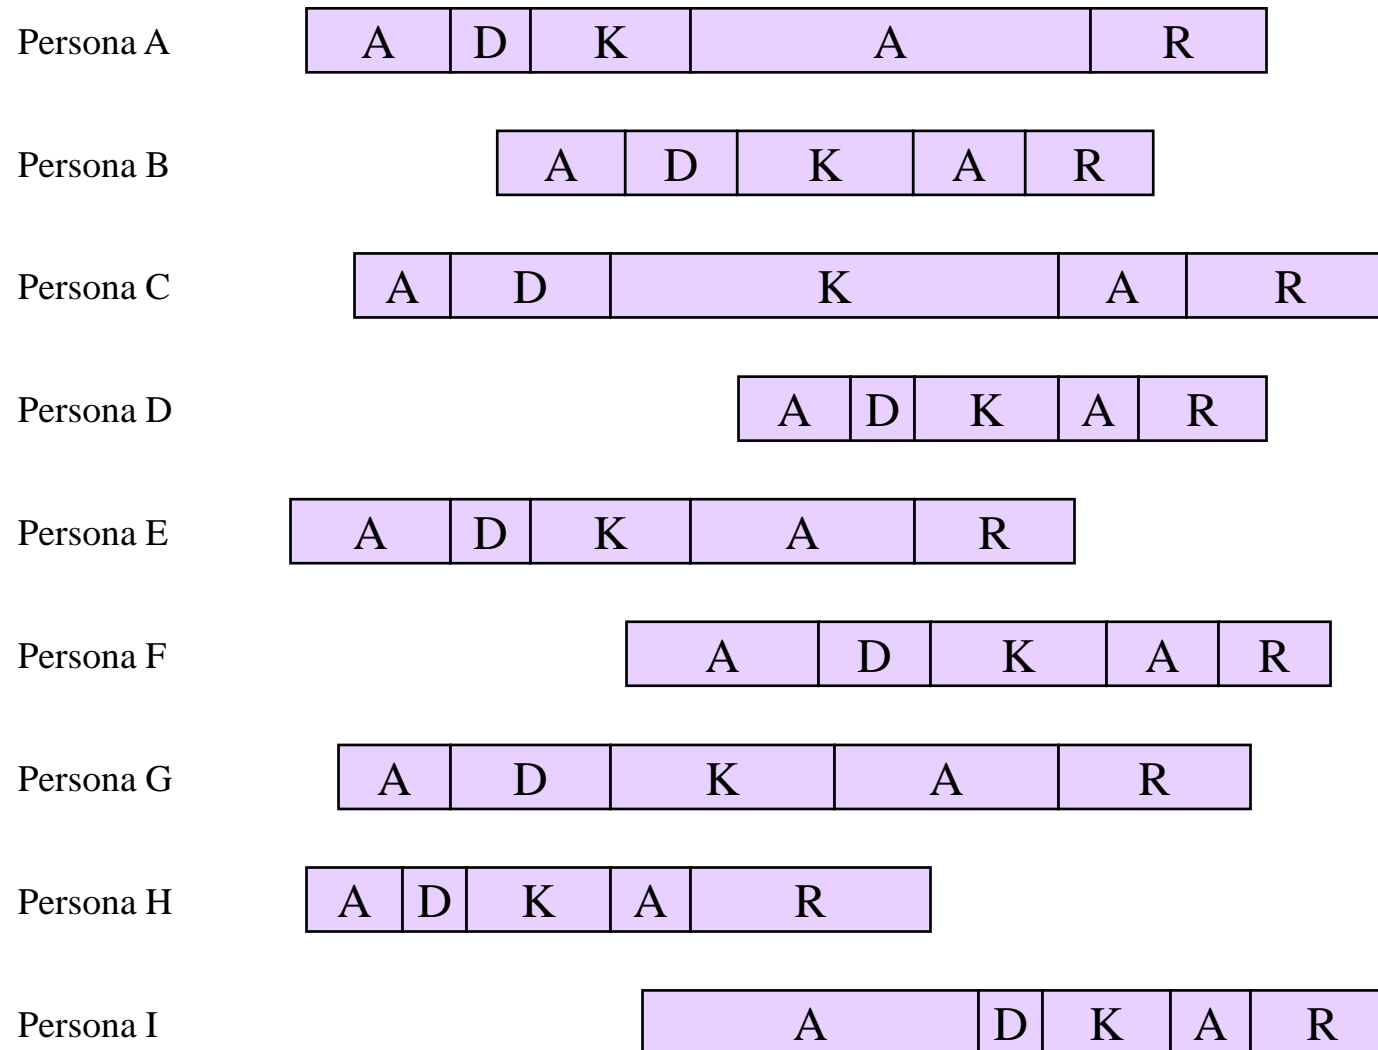 Persona A A D K A R
Persona B A D K A R
Persona C A D K A R
Persona D A D K A R
Persona E A D K A R
Persona F A D K A R
Persona G A D K A R
Persona H A D K A R
Persona I A D K A R